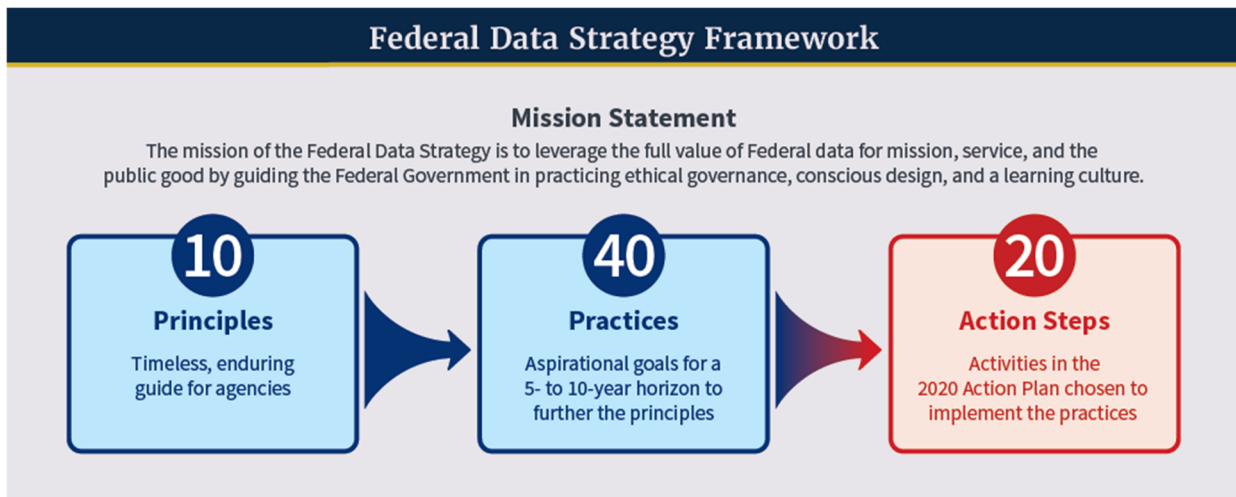 Federal Data Strategy Framework
Mission Statement
The mission of the Federal Data Strategy is to leverage the full value of Federal data for mission, service, and the
public good by guiding the Federal Government in practicing ethical governance, conscious design, and a learning culture.
10
Principles
Timeless, enduring
guide for agencies
40
Practices
Aspirational goals for a
5- to 10-year horizon to
further the principles
20
Action Steps
Activities in the
2020 Action Plan chosen to
implement the practices